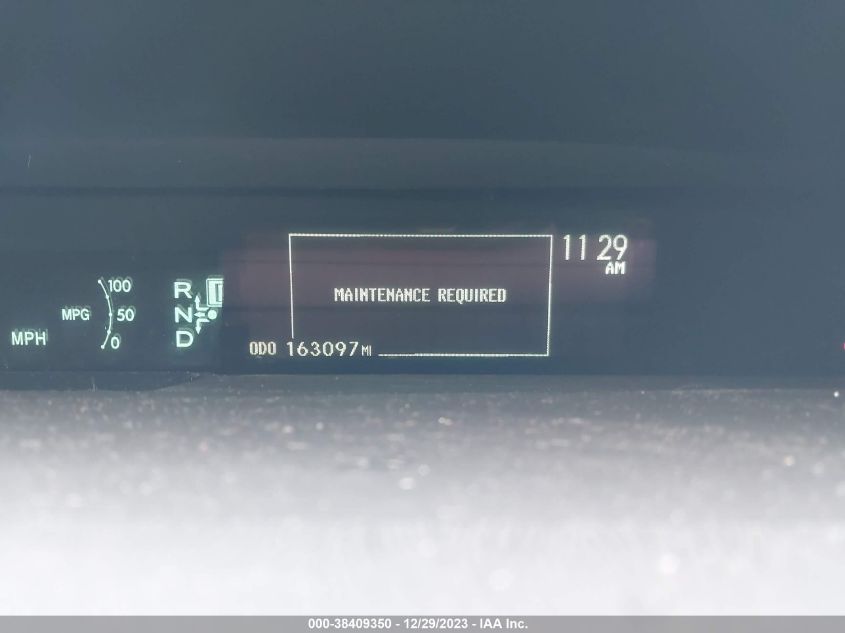 11 29
AM
MAINTENANCE REQUIRED
ODO 163097 MI
100
MPG 50
0
MPH
R
N
D
000-38409350 - 12/29/2023 - IAA Inc.